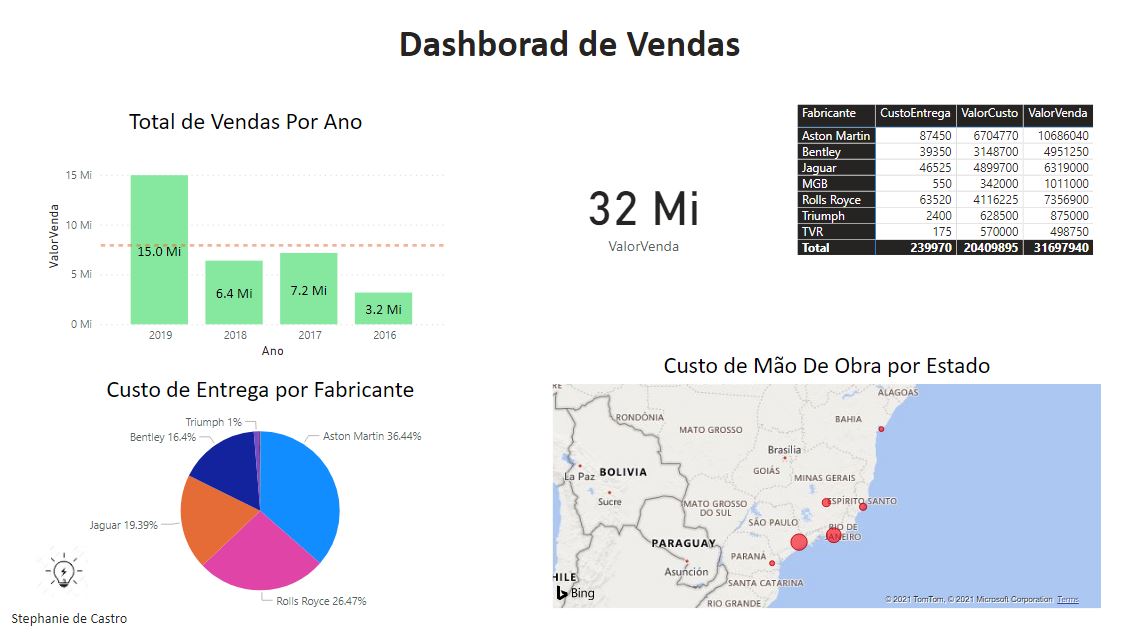 Dashborad de Vendas
Total de Vendas Por Ano
ValorVenda
15 Mi
10 Mi
5 Mi
0 Mi
15.0 Mi
6.4 Mi
7.2 Mi
3.2 Mi
2019 2018 2017 2016
Ano
32 Mi
ValorVenda
Fabricante CustoEntrega ValorCusto ValorVenda
Aston Martin 87450 6704770 10686040
Bentley 39350 3148700 4951250
Jaguar 46525 4899700 6319000
MGB 550 342000 1011000
Rolls Royce 63520 4116225 7356900
Triumph 2400 628500 875000
TVR 175 570000 498750
Total 239970 20409895 31697940
Custo de Entrega por Fabricante
Triumph 1%
Bentley 16.4%
Aston Martin 36.44%
Jaguar 19.39%
Rolls Royce 26.47%
Stephanie de Castro
Custo de Mão De Obra por Estado
RE
ALAGOAS
RONDÔNIA
BAHIA
MATO GROSSO
Brasília
La Paz
BOLIVIA
GOIÁS
MINAS GERAIS
Sucre
MATO GROSSO
DO SUL
ESPÍRITO SANTO
SÃO PAULO
RIO DE
JANEIRO
PARAGUAY
PARANÁ
Asunción
HILE
SANTA CATARINA
Bing
RIO GRANDE
© 2021 TomTom, © 2021 Microsoft Corporation Terms